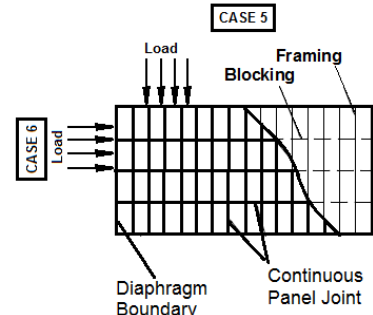 CASE 5
Load
Framing
Blocking
CASE 6
Load
Diaphragm
Boundary
Continuous
Panel Joint